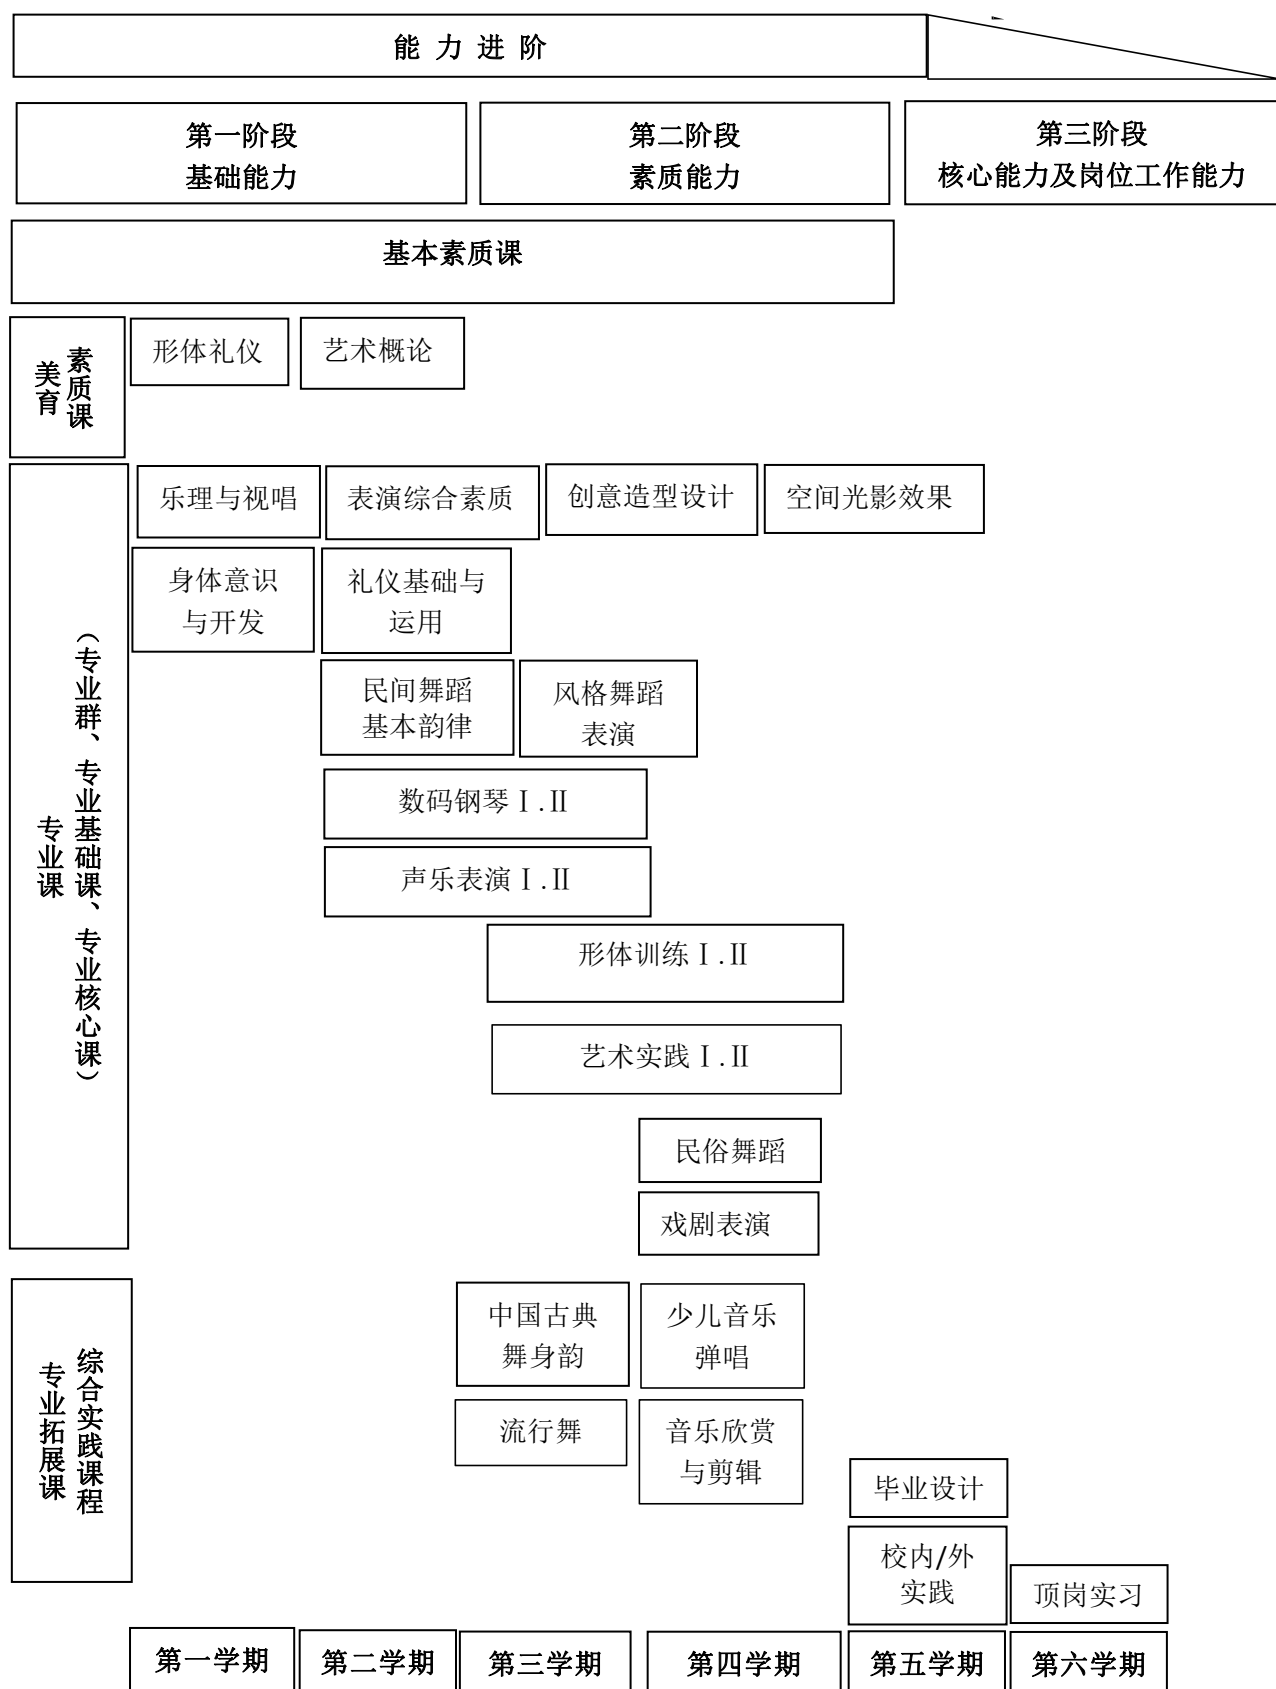 能力进阶
第一阶段
基础能力
第二阶段
素质能力
第三阶段
核心能力及岗位工作能力
基本素质课
美育
素质课
形体礼仪
艺术概论
专业课
（专业群、专业基础课、专业核心课）
乐理与视唱
表演综合素质
创意造型设计
空间光影效果
身体意识
与开发
礼仪基础与
运用
民间舞蹈
基本韵律
风格舞蹈
表演
数码钢琴Ⅰ.Ⅱ
声乐表演Ⅰ.Ⅱ
形体训练Ⅰ.Ⅱ
艺术实践Ⅰ.Ⅱ
民俗舞蹈
戏剧表演
专业拓展课
综合实践课程
中国古典
舞身韵
少儿音乐
弹唱
流行舞
音乐欣赏
与剪辑
毕业设计
校内/外
实践
顶岗实习
第一学期
第二学期
第三学期
第四学期
第五学期
第六学期